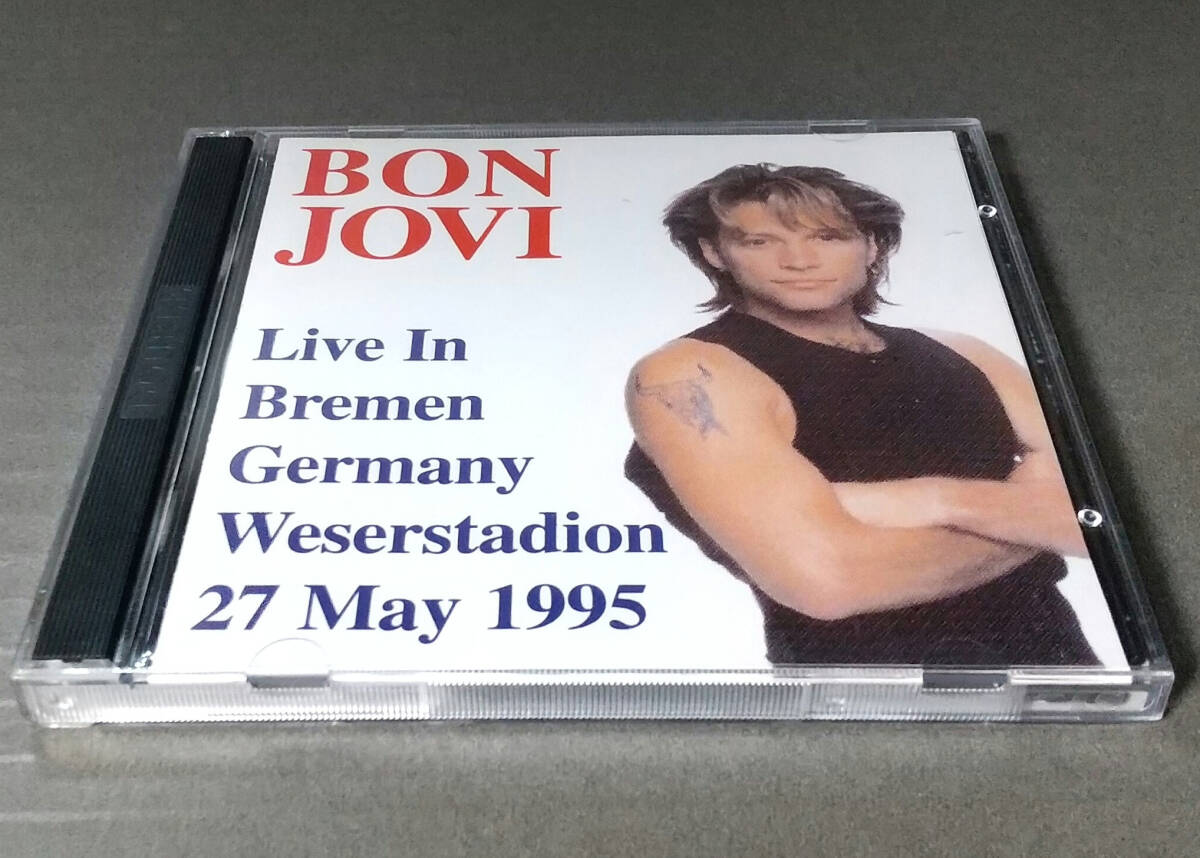 BON
JOVI
Live In
Bremen
Germany
Weserstadion
27 May 1995